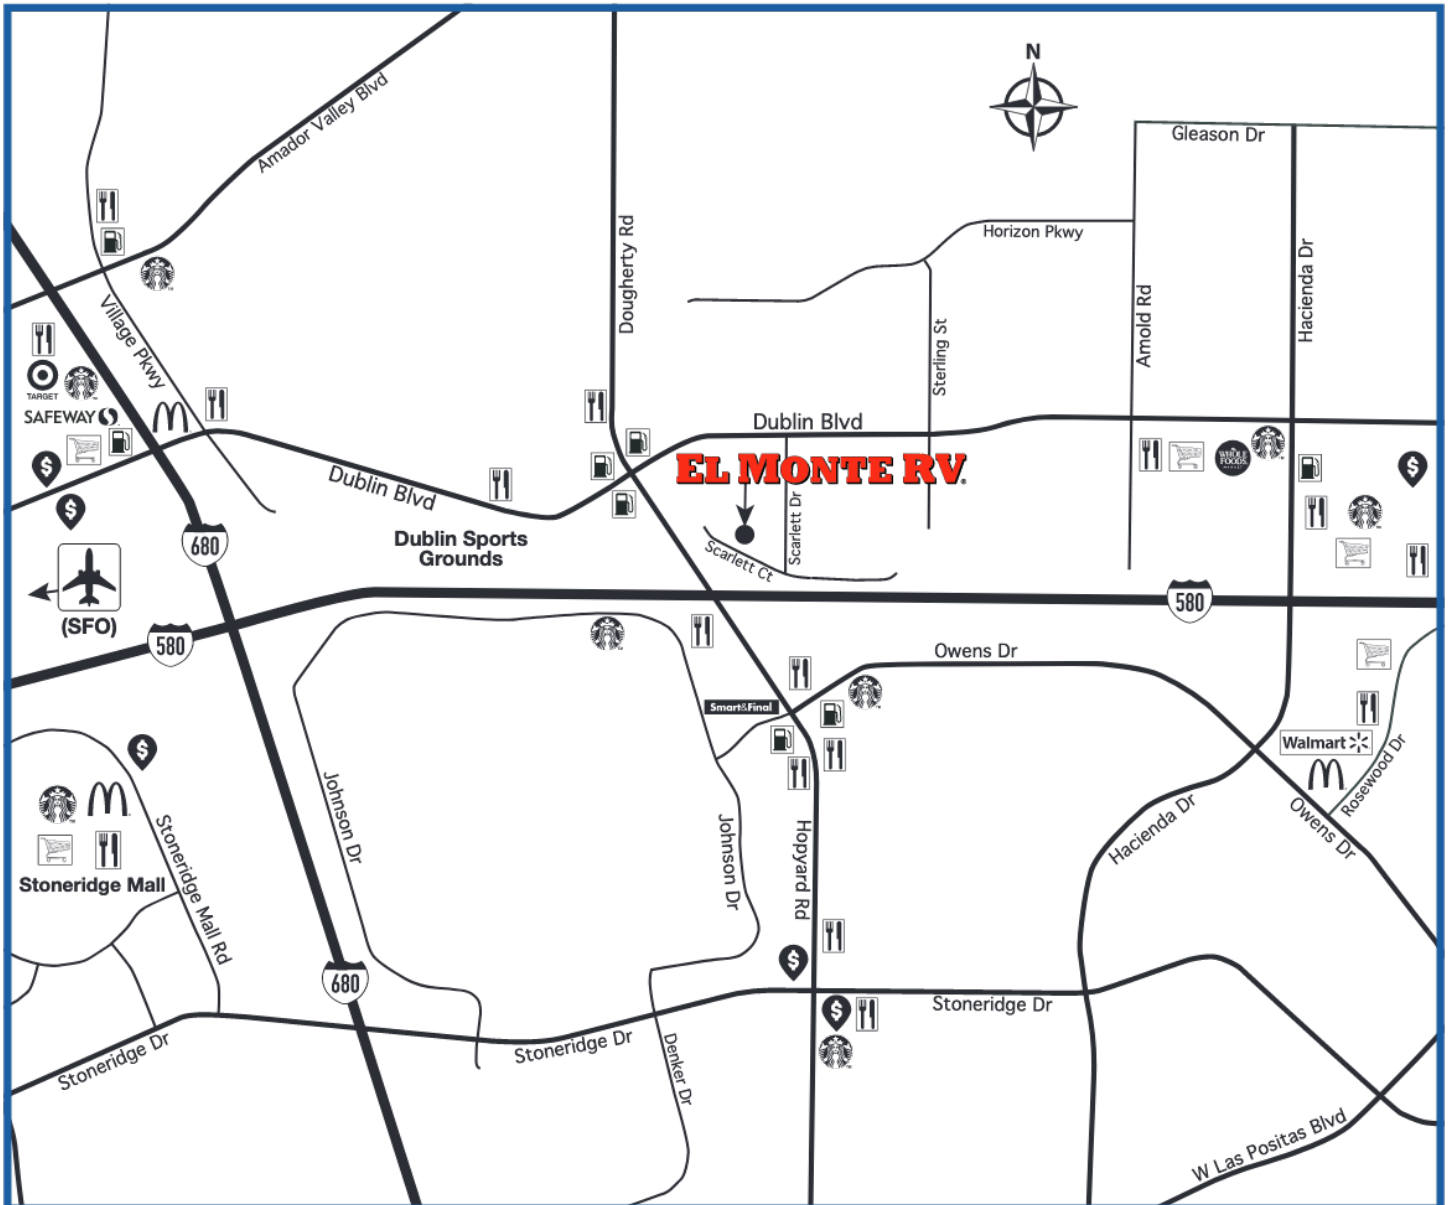 N
Amador Valley Blvd
Gleason Dr
Dougherty Rd
Horizon Pkwy
Hacienda Dr
Village Pkwy
Arnold Rd
Sterling St
TARGET
SAFEWAY
Dublin Blvd
EL MONTE RV
WHOLE
FOODS
MARKET
$
$
$
Dublin Blvd
Scarlett Dr
680
Dublin Sports
Grounds
Scarlett Ct
(SFO)
580
580
Owens Dr
Smart&Final
Walmart
$
Rosewood Dr
Johnson Dr
Hacienda Dr
Owens Dr
Stoneridge Mall Rd
Johnson Dr
Hopyard Rd
Stoneridge Mall
680
$
Stoneridge Dr
$
Stoneridge Dr
Stoneridge Dr
Denker Dr
W Las Positas Blvd